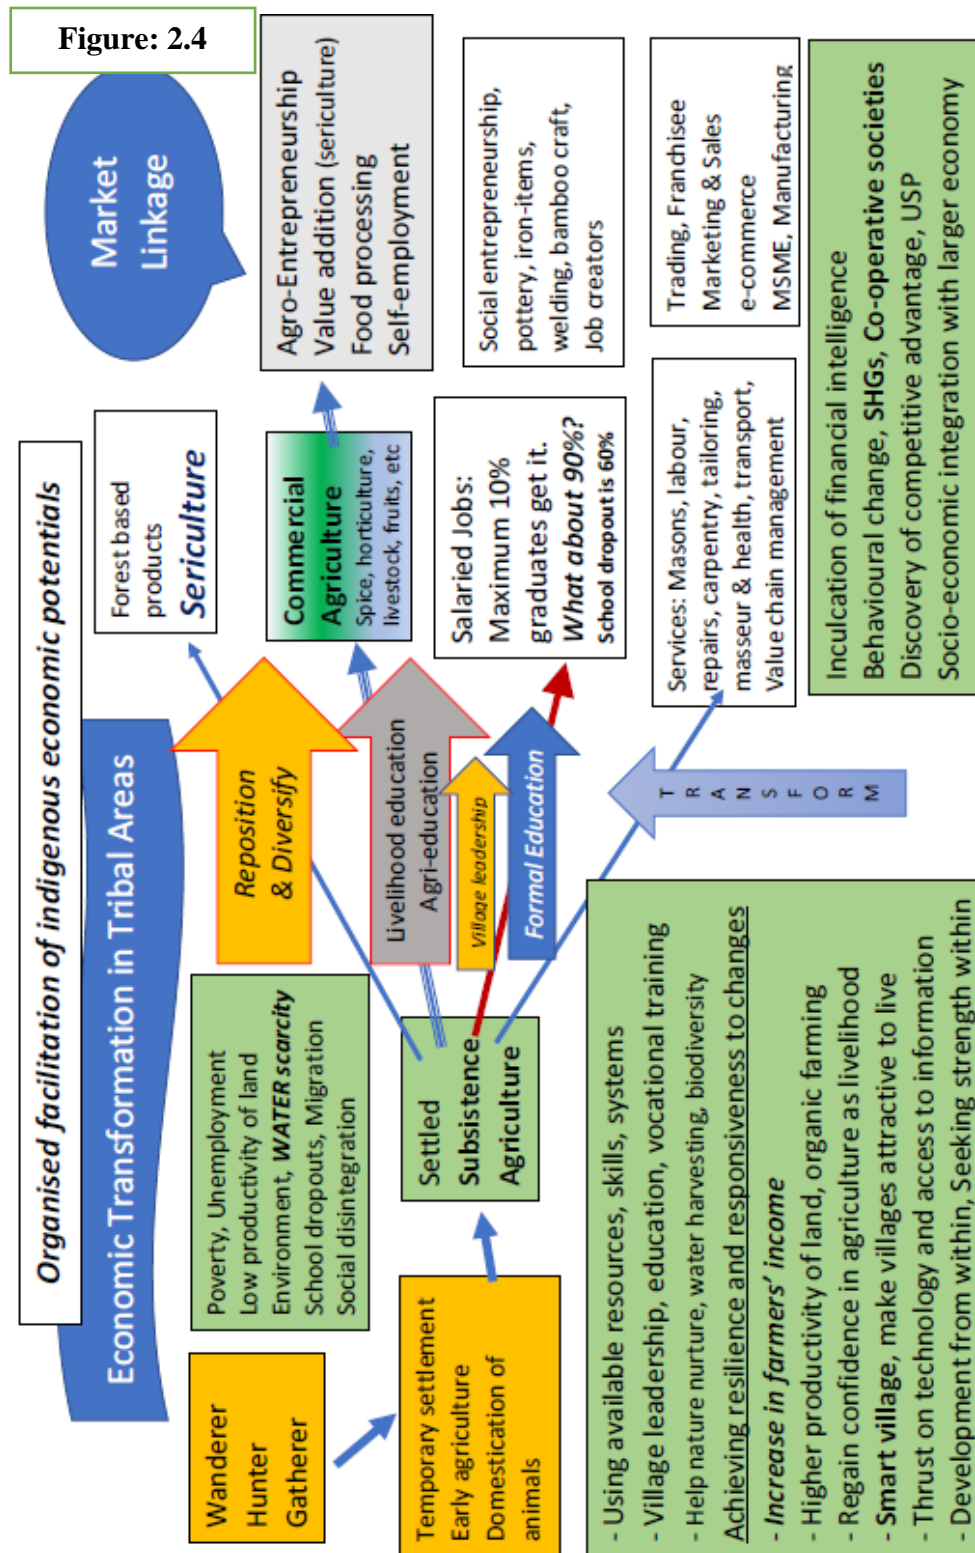 Figure: 2.4
Organised facilitation of indigenous economic potentials
Economic Transformation in Tribal Areas
Market
Linkage
Wanderer
Hunter
Gatherer
Poverty, Unemployment
Low productivity of land
Environment, WATER scarcity
School dropouts, Migration
Social disintegration
Reposition
& Diversify
Forest based
products
Sericulture
Temporary settlement
Early agriculture
Domestication of
animals
Settled
Subsistence
Agriculture
Livelihood education
Agri-education
Village leadership
Formal Education
Commercial
Agriculture
Spice, horticulture,
livestock, fruits, etc
Agro-Entrepreneurship
Value addition (sericulture)
Food processing
Self-employment
Salaried Jobs:
Maximum 10%
graduates get it.
What about 90%?
School dropout is 60%
Social entrepreneurship,
pottery, iron-items,
welding, bamboo craft,
Job creators
Services: Masons, labour,
repairs, carpentry, tailoring,
masseur & health, transport,
Value chain management
Trading, Franchisee
Marketing & Sales
e-commerce
MSME, Manufacturing
TRANSFORM
- Using available resources, skills, systems
- Village leadership, education, vocational training
- Help nature nurture, water harvesting, biodiversity
Achieving resilience and responsiveness to changes
- Increase in farmers' income
- Higher productivity of land, organic farming
- Regain confidence in agriculture as livelihood
- Smart village, make villages attractive to live
- Thrust on technology and access to information
- Development from within, Seeking strength within
Inculcation of financial intelligence
Behavioural change, SHGs, Co-operative societies
Discovery of competitive advantage, USP
Socio-economic integration with larger economy